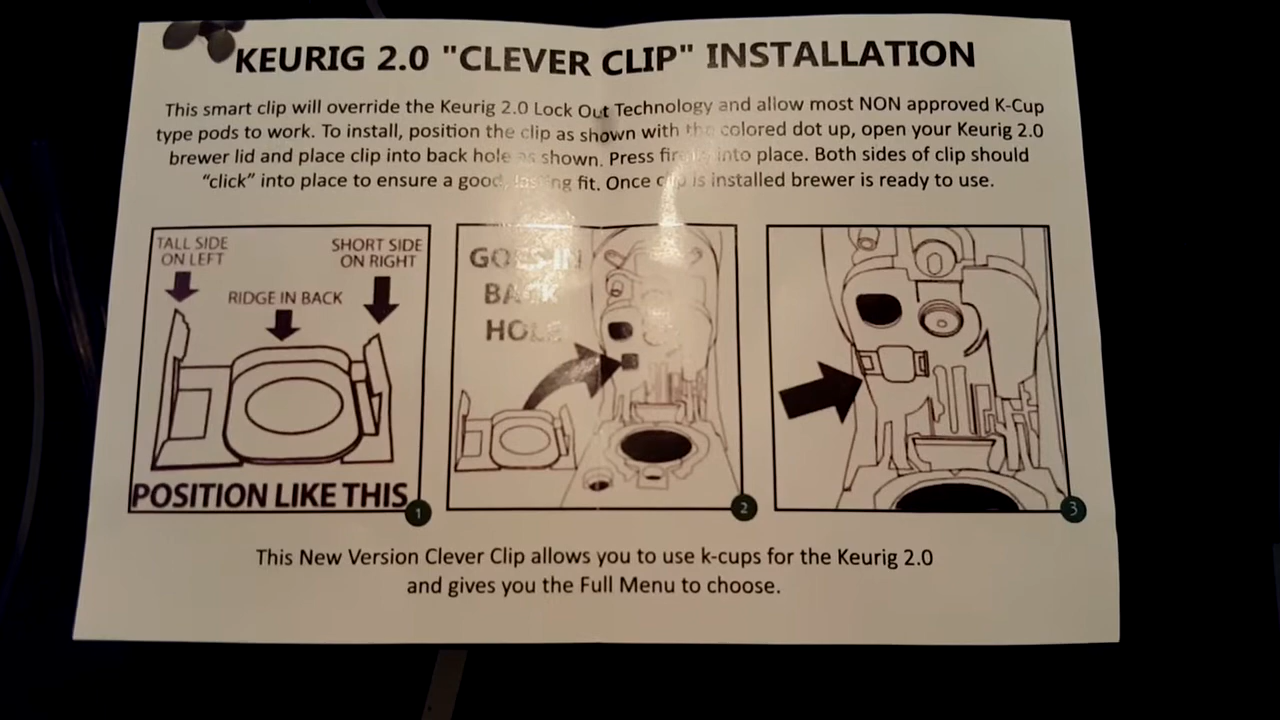 KEURIG 2.0 "CLEVER CLIP" INSTALLATION
This smart clip will override the Keurig 2.0 Lock Out Technology and allow most NON approved K-Cup
type pods to work. To install, position the clip as shown with the colored dot up, open your Keurig 2.0
brewer lid and place clip into back hole as shown. Press firmly into place. Both sides of clip should
"click" into place to ensure a good, lasting fit. Once clip is installed brewer is ready to use.
TALL SIDE
ON LEFT
SHORT SIDE
ON RIGHT
RIDGE IN BACK
POSITION LIKE THIS
1
GOES IN
BACK
HOLE
2
3
This New Version Clever Clip allows you to use k-cups for the Keurig 2.0
and gives you the Full Menu to choose.